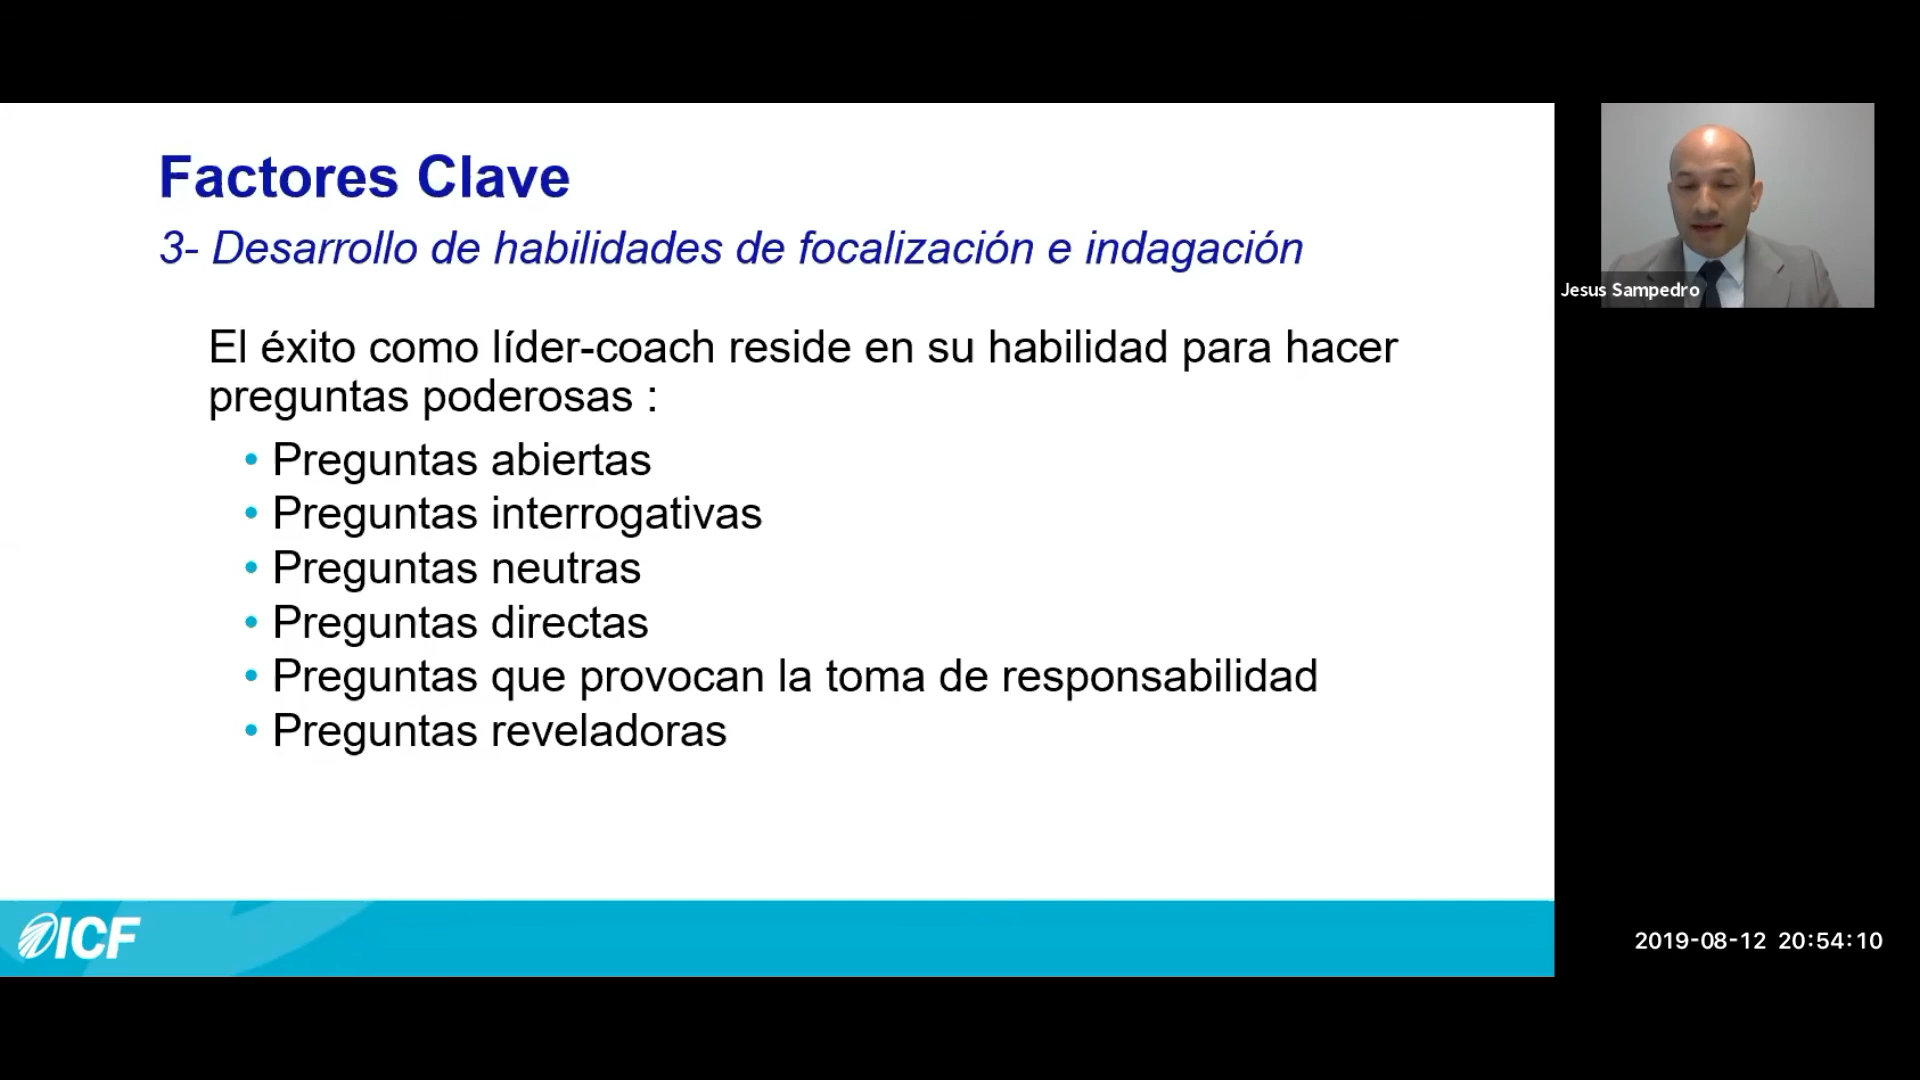 Factores Clave
3- Desarrollo de habilidades de focalización e indagación
El éxito como líder-coach reside en su habilidad para hacer
preguntas poderosas :
• Preguntas abiertas
• Preguntas interrogativas
• Preguntas neutras
• Preguntas directas
• Preguntas que provocan la toma de responsabilidad
• Preguntas reveladoras
ICF
Jesus Sampedro
2019-08-12 20:54:10